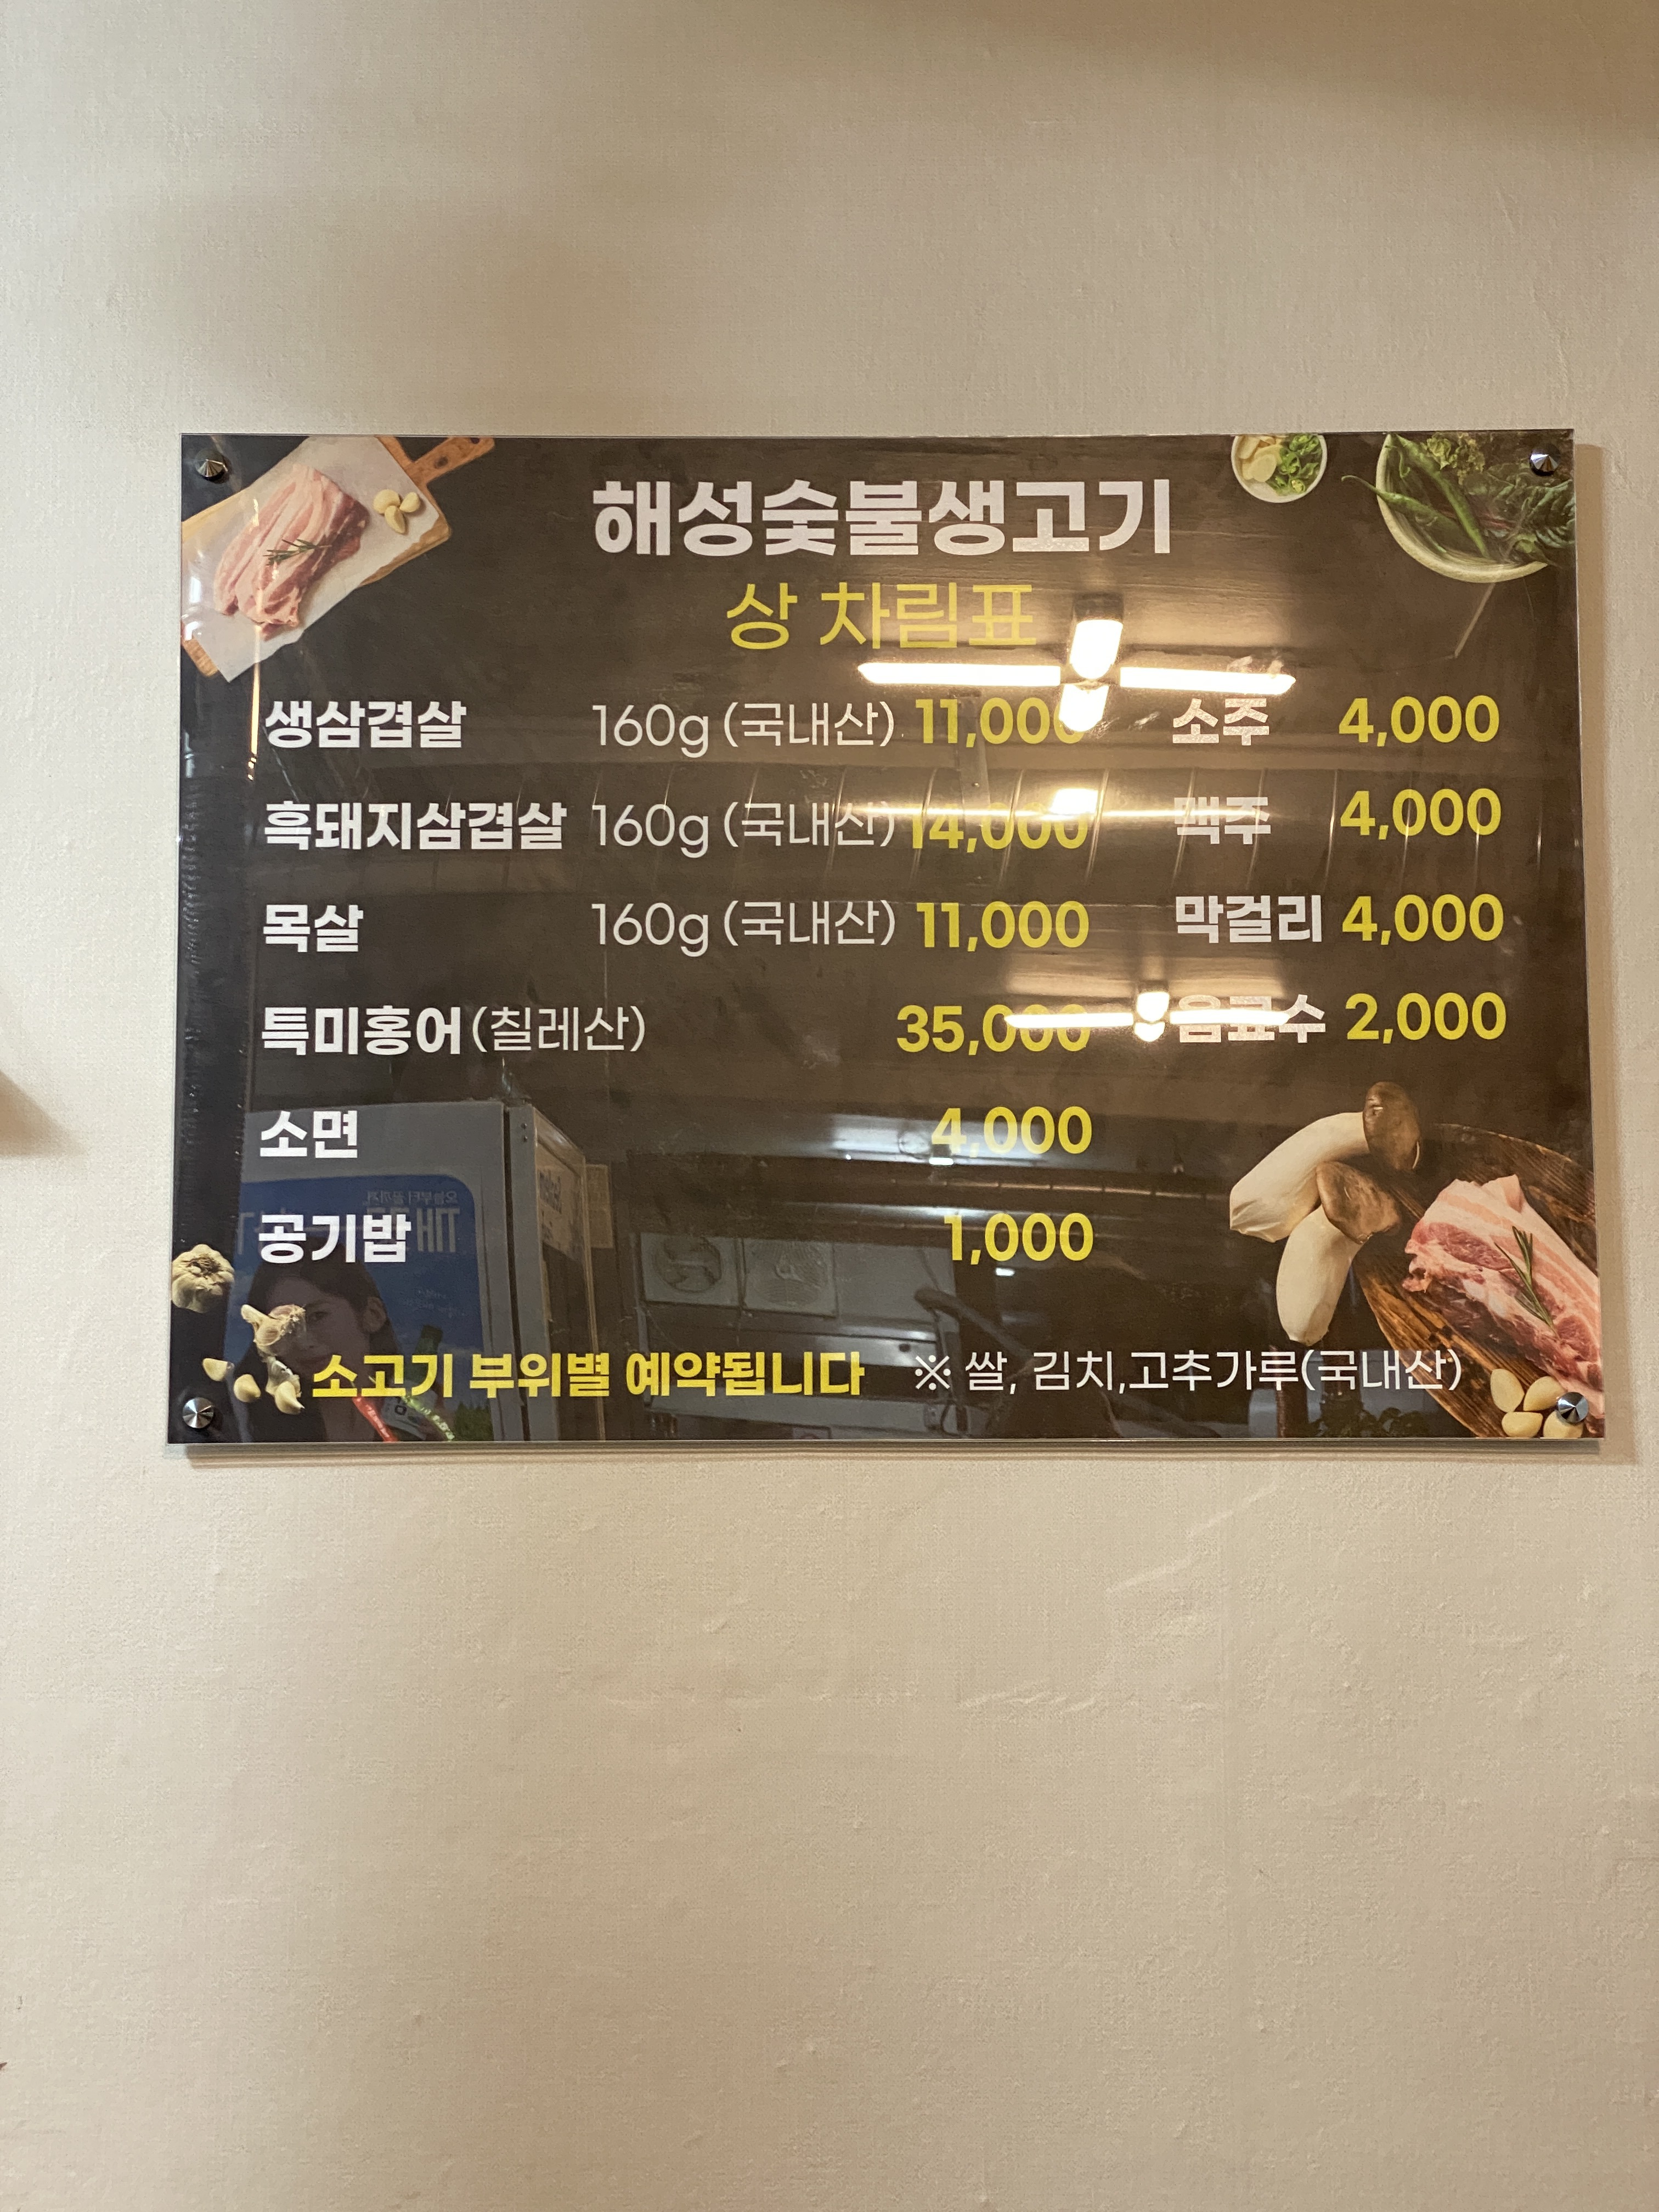 해성숯불생고기
상 차림표
생삼겹살 160g (국내산) 11,000
흑돼지삼겹살 160g (국내산) 14,000
목살 160g (국내산) 11,000
특미홍어(칠레산) 35,000
소면 4,000
공기밥 1,000
소주 4,000
맥주 4,000
막걸리 4,000
음료수 2,000
소고기 부위별 예약됩니다
※ 쌀, 김치,고추가루(국내산)